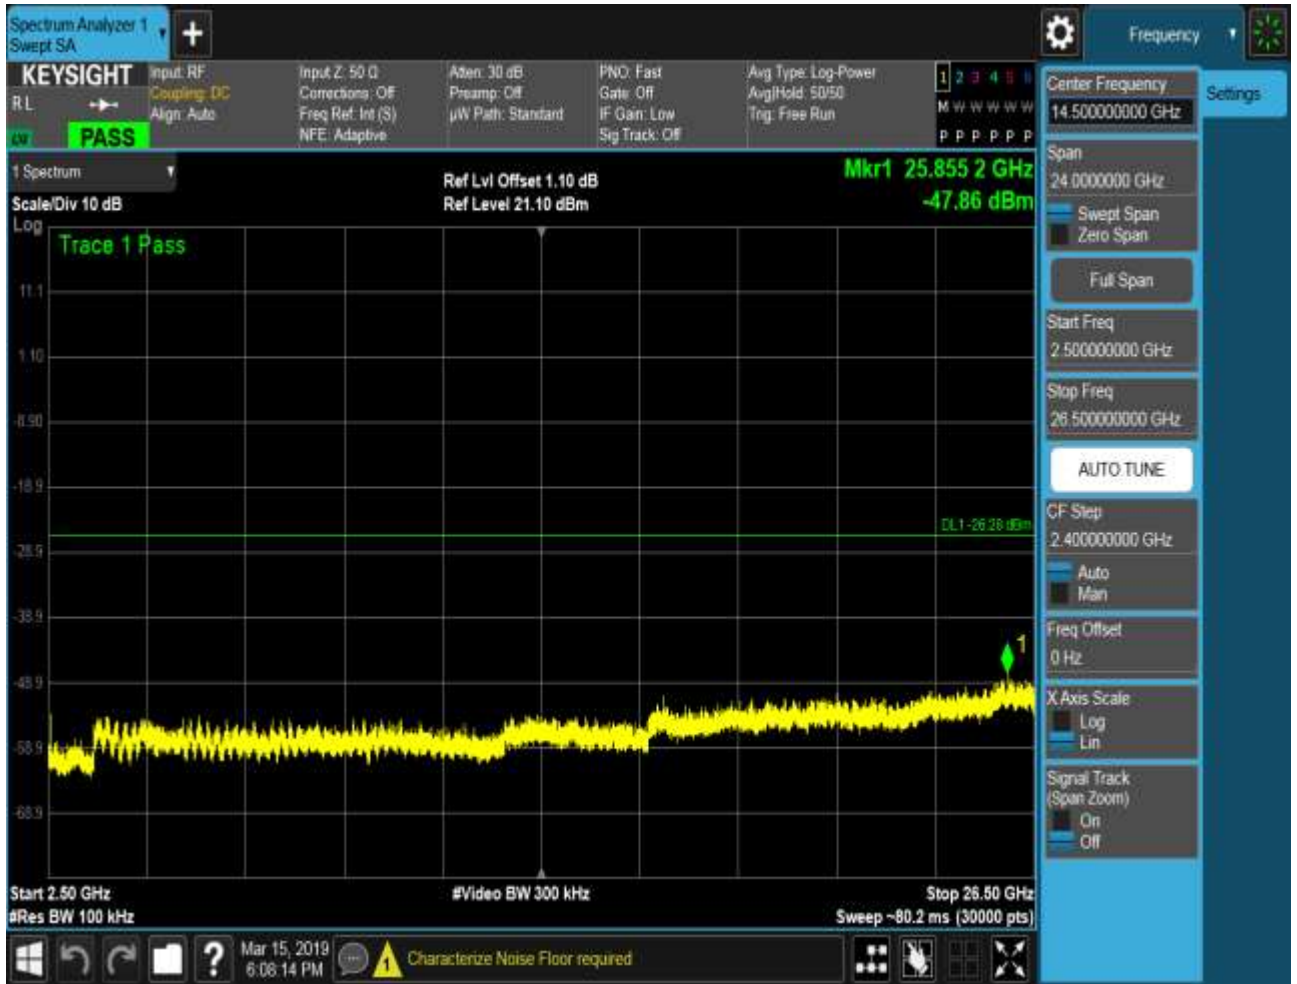 Spectrum Analyzer 1
Swept SA
+
Frequency
KEYSIGHT
R L
PASS
Input: RF
Coupling: DC
Align: Auto
Input Z: 50 Ω
Corrections: Off
Freq Ref: Int (S)
NFE: Adaptive
Atten: 30 dB
Preamp: Off
µW Path: Standard
PNO: Fast
Gate: Off
IF Gain: Low
Sig Track: Off
Avg Type: Log-Power
Avg|Hold: 50/50
Trig: Free Run
1 2 3 4 5 6
M W W W W W
P P P P P P
1 Spectrum
Scale/Div 10 dB
Log
Ref Lvl Offset 1.10 dB
Ref Level 21.10 dBm
Mkr1 25.855 2 GHz
-47.86 dBm
Trace 1 Pass
11.1
1.10
-8.90
-18.9
-28.9
-38.9
-48.9
-58.9
-68.9
DL1 -26.28 dBm
1
Start 2.50 GHz
#Res BW 100 kHz
#Video BW 300 kHz
Stop 26.50 GHz
Sweep ~80.2 ms (30000 pts)
Center Frequency
14.500000000 GHz
Settings
Span
24.0000000 GHz
Swept Span
Zero Span
Full Span
Start Freq
2.500000000 GHz
Stop Freq
26.500000000 GHz
AUTO TUNE
CF Step
2.400000000 GHz
Auto
Man
Freq Offset
0 Hz
X Axis Scale
Log
Lin
Signal Track
(Span Zoom)
On
Off
?
Mar 15, 2019
6:08:14 PM
Characterize Noise Floor required